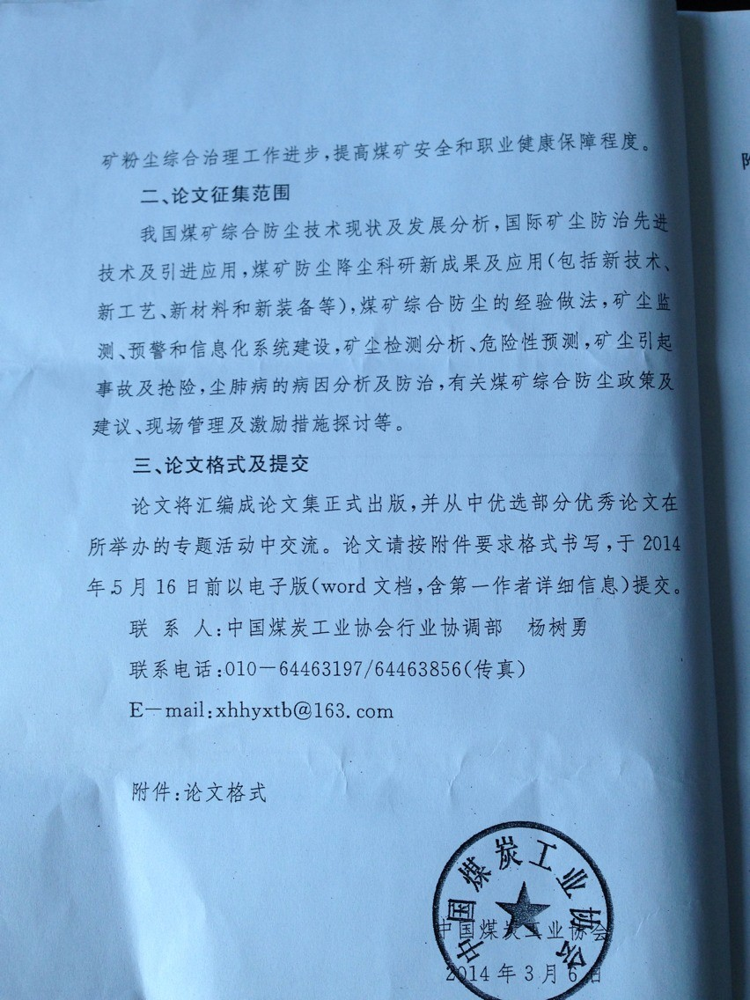 矿粉尘综合治理工作进步,提高煤矿安全和职业健康保障程度。
二、论文征集范围
我国煤矿综合防尘技术现状及发展分析,国际矿尘防治先进
技术及引进应用,煤矿防尘降尘科研新成果及应用(包括新技术、
新工艺、新材料和新装备等),煤矿综合防尘的经验做法,矿尘监
测、预警和信息化系统建设,矿尘检测分析、危险性预测,矿尘引起
事故及抢险,尘肺病的病因分析及防治,有关煤矿综合防尘政策及
建议、现场管理及激励措施探讨等。
三、论文格式及提交
论文将汇编成论文集正式出版,并从中优选部分优秀论文在
所举办的专题活动中交流。论文请按附件要求格式书写,于 2014
年5月16日前以电子版(word 文档,含第一作者详细信息)提交。
联 系 人:中国煤炭工业协会行业协调部 杨树勇
联系电话:010-64463197/64463856(传真)
E-mail:xhhyxtb@163.com
附件:论文格式
中国煤炭工业协会
中国煤炭工业协会
2014年3月6日